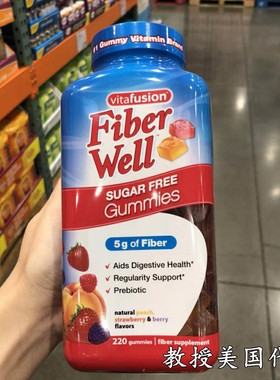 #1 Gummy Vitamin Brand
vitafusion
Fiber
Well
SUGAR FREE
Gummies
5g of Fiber
✓ Aids Digestive Health*
✓ Regularity Support*
✓ Prebiotic
natural peach,
strawberry & berry
flavors
220 gummies | fiber supplement
教授美国代